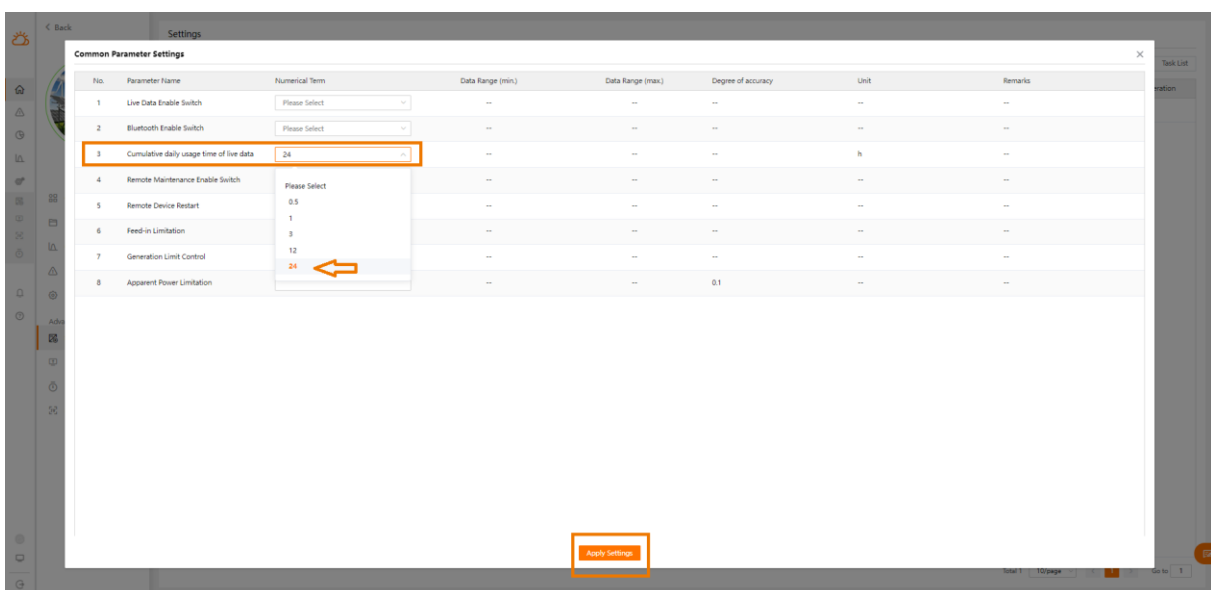 < Back
Settings
Common Parameter Settings
Task List
No. Parameter Name Numerical Term Data Range (min.) Data Range (max.) Degree of accuracy Unit Remarks
1 Live Data Enable Switch Please Select -- -- -- -- --
2 Bluetooth Enable Switch Please Select -- -- -- -- --
3 Cumulative daily usage time of live data 24 -- -- -- h --
4 Remote Maintenance Enable Switch -- -- -- -- --
Please Select
5 Remote Device Restart 0.5 -- -- -- -- --
1
6 Feed-in Limitation 3 -- -- -- -- --
7 Generation Limit Control 12 -- -- -- -- --
24
8 Apparent Power Limitation -- -- 0.1 -- --
Apply Settings
Total 1 10/page < 1 > Go to 1